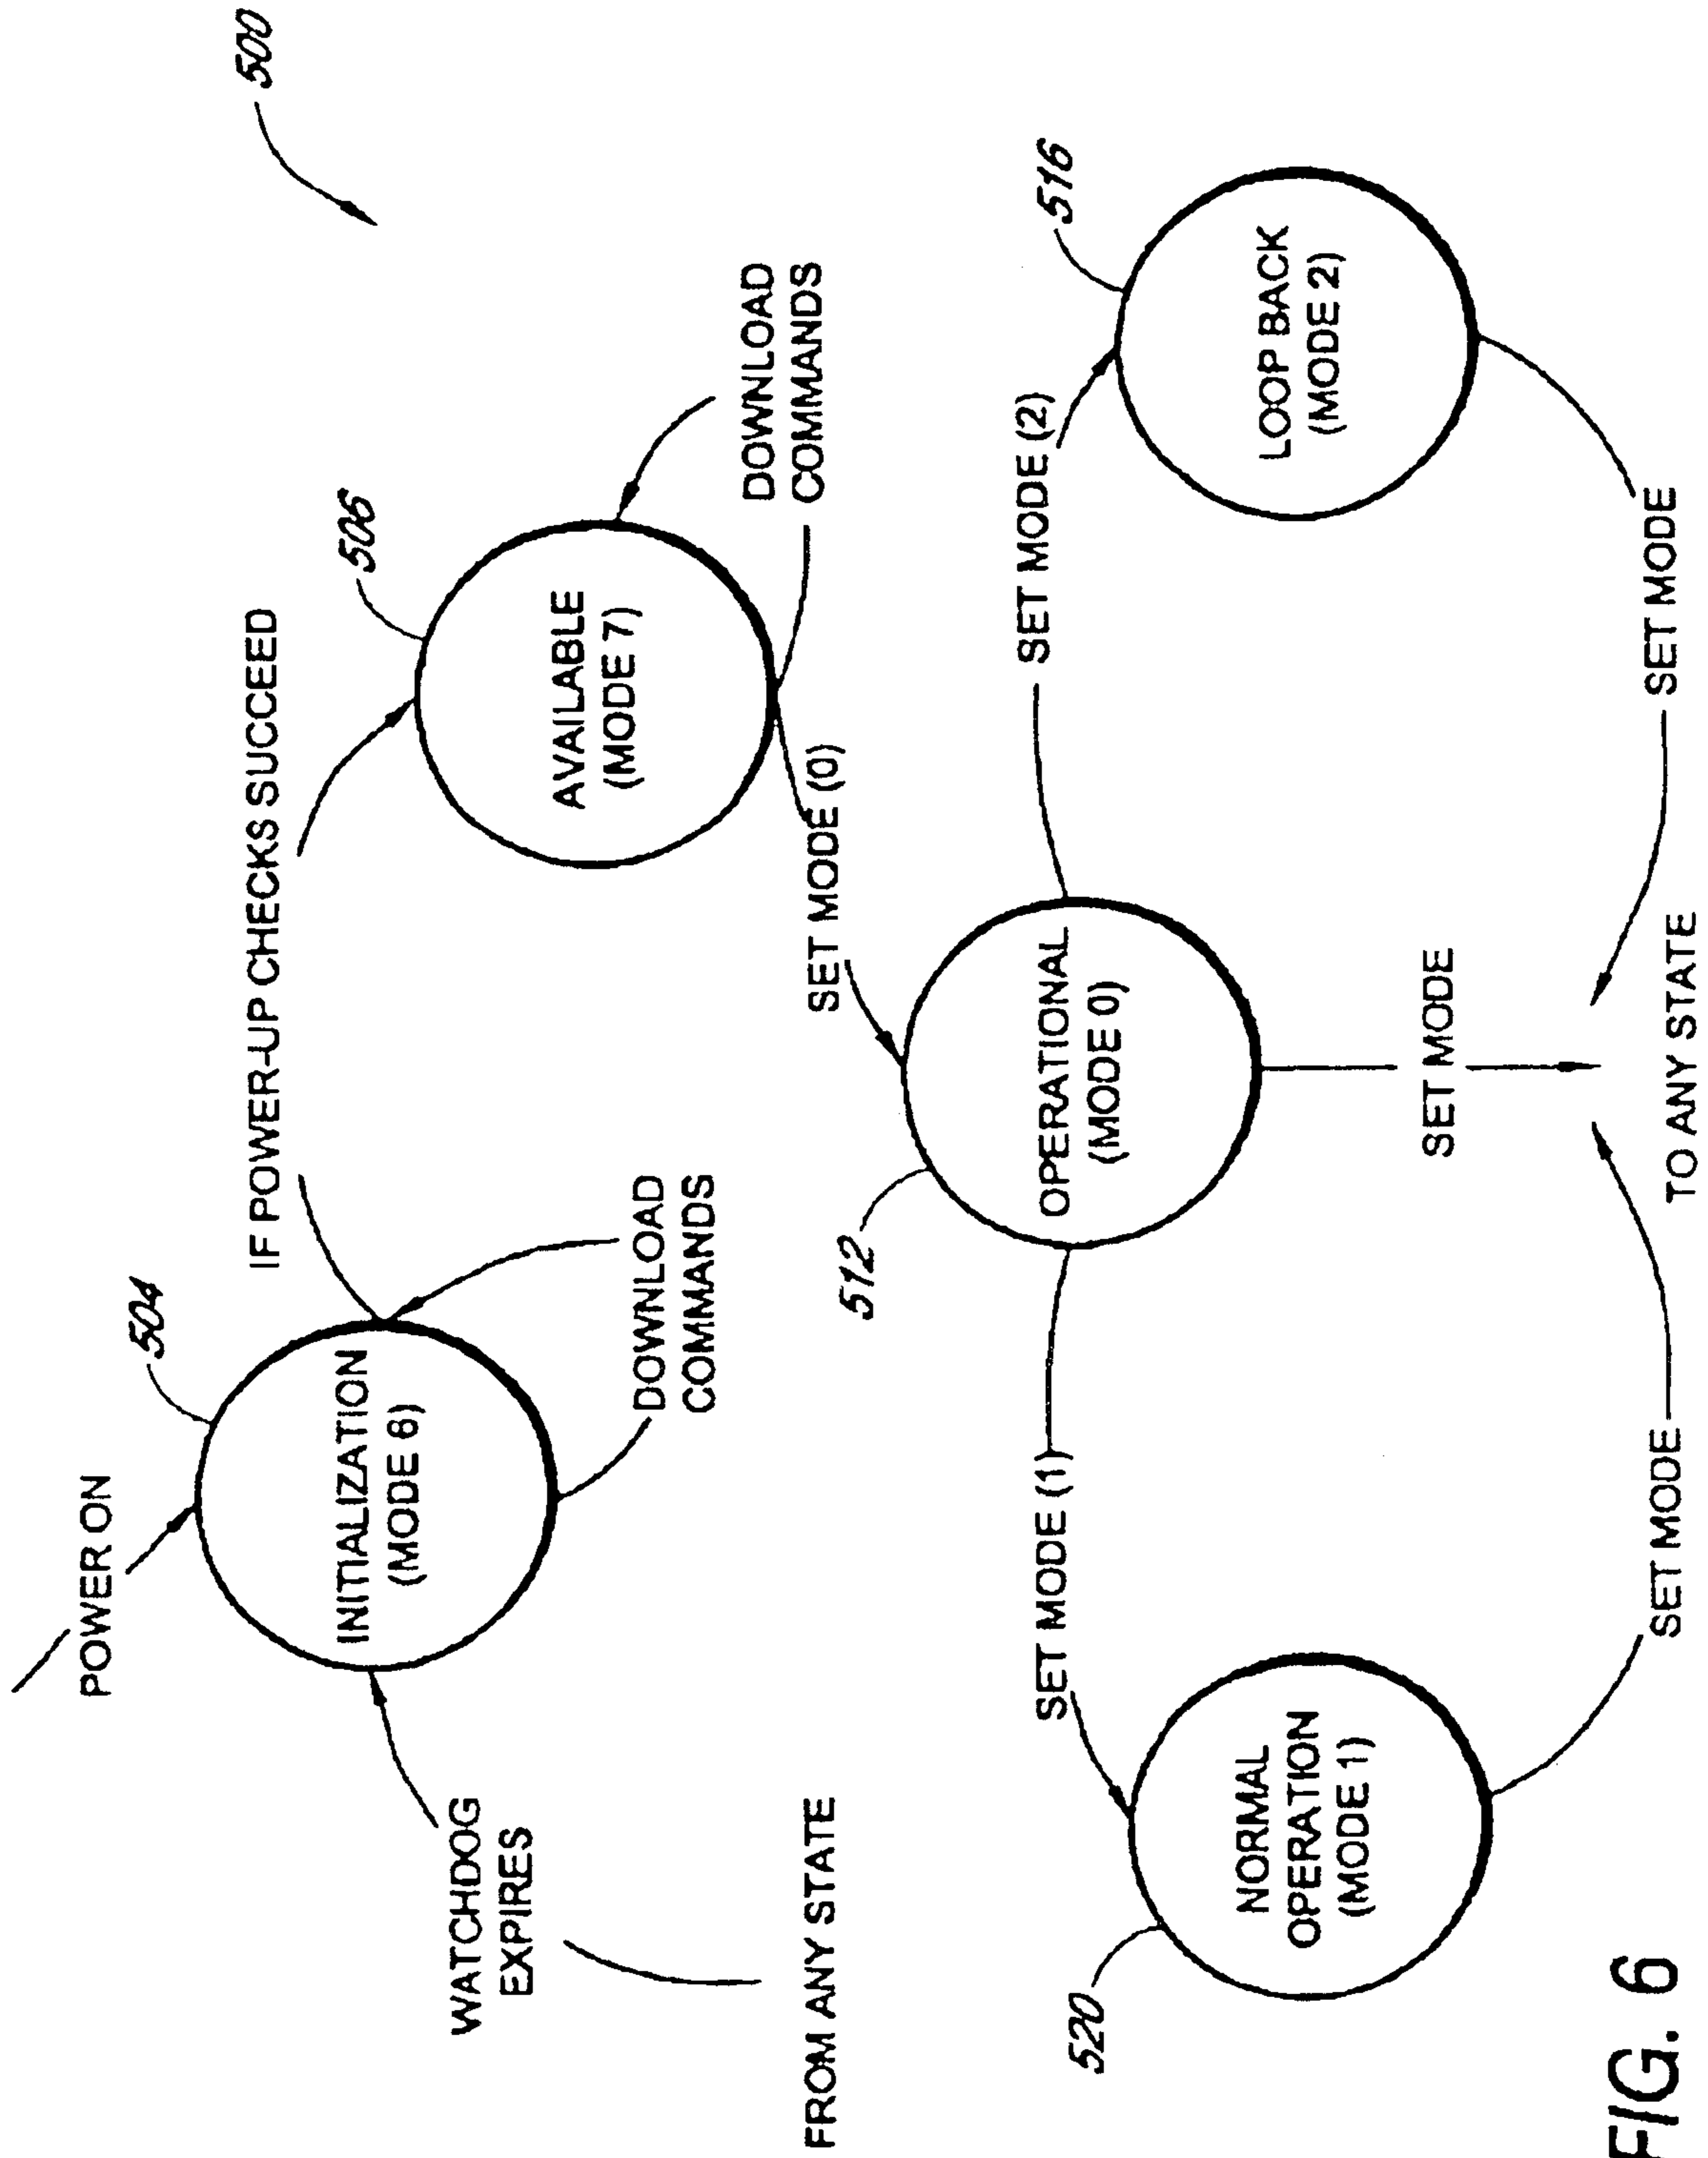 500
POWER ON
504
INITIALIZATION
(MODE 8)
IF POWER-UP CHECKS SUCCEED
506
AVAILABLE
(MODE 7)
WATCHDOG
EXPIRES
DOWNLOAD
COMMANDS
DOWNLOAD
COMMANDS
FROM ANY STATE
SET MODE (0)
512
OPERATIONAL
(MODE 0)
SET MODE (1)
SET MODE (2)
516
LOOP BACK
(MODE 2)
520
NORMAL
OPERATION
(MODE 1)
SET MODE
SET MODE
SET MODE
TO ANY STATE
FIG. 6